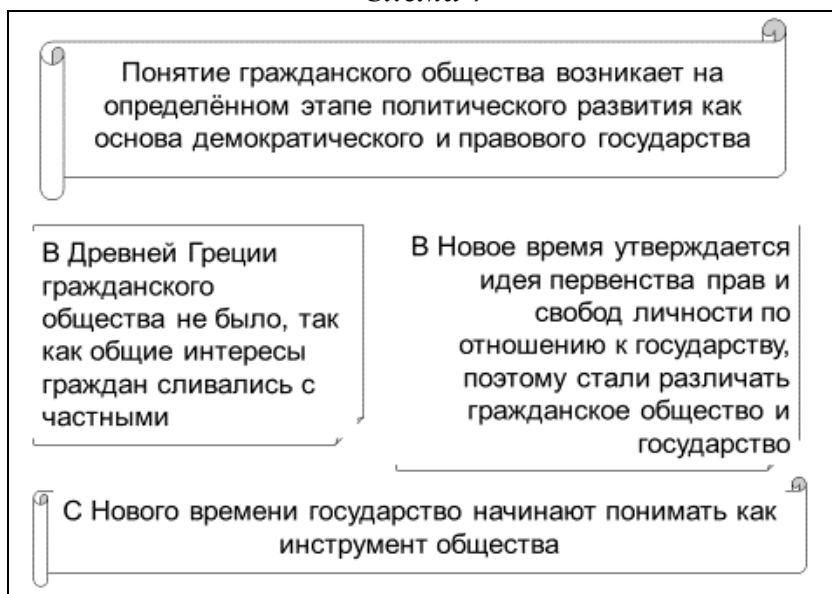 Понятие гражданского общества возникает на
определённом этапе политического развития как
основа демократического и правового государства
В Древней Греции
гражданского
общества не было, так
как общие интересы
граждан сливались с
частными
В Новое время утверждается
идея первенства прав и
свобод личности по
отношению к государству,
поэтому стали различать
гражданское общество и
государство
С Нового времени государство начинают понимать как
инструмент общества